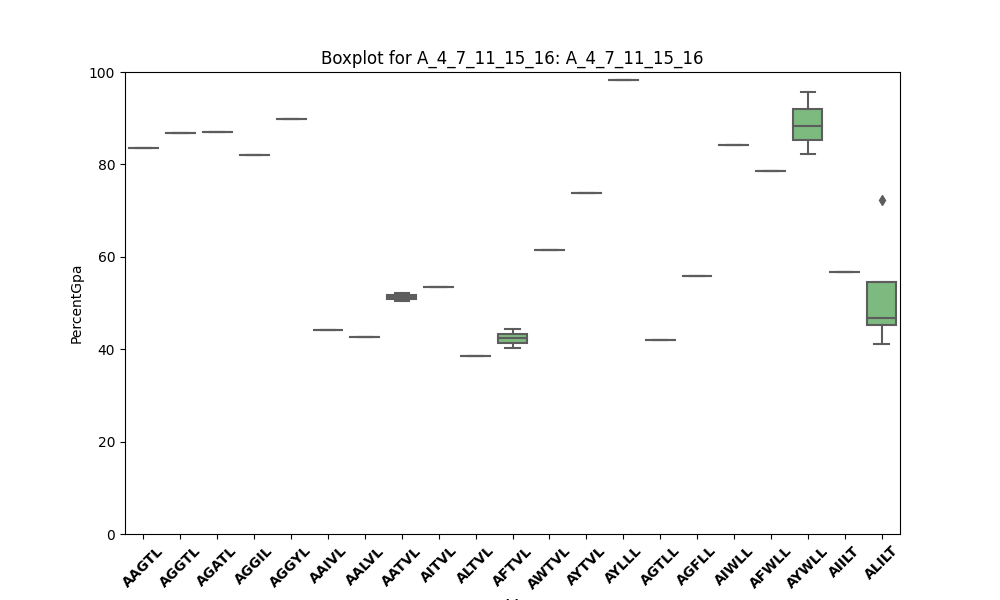 Boxplot for A_4_7_11_15_16: A_4_7_11_15_16
PercentGpa
100
80
60
40
20
0
AAGTL
AGGTL
AGATL
AGGIL
AGGYL
AAIVL
AALVL
AATVL
AITVL
ALTVL
AFTVL
AWTVL
AYTVL
AYLLL
AGTLL
AGFLL
AIWLL
AFWLL
AYWLL
AIILT
ALILT